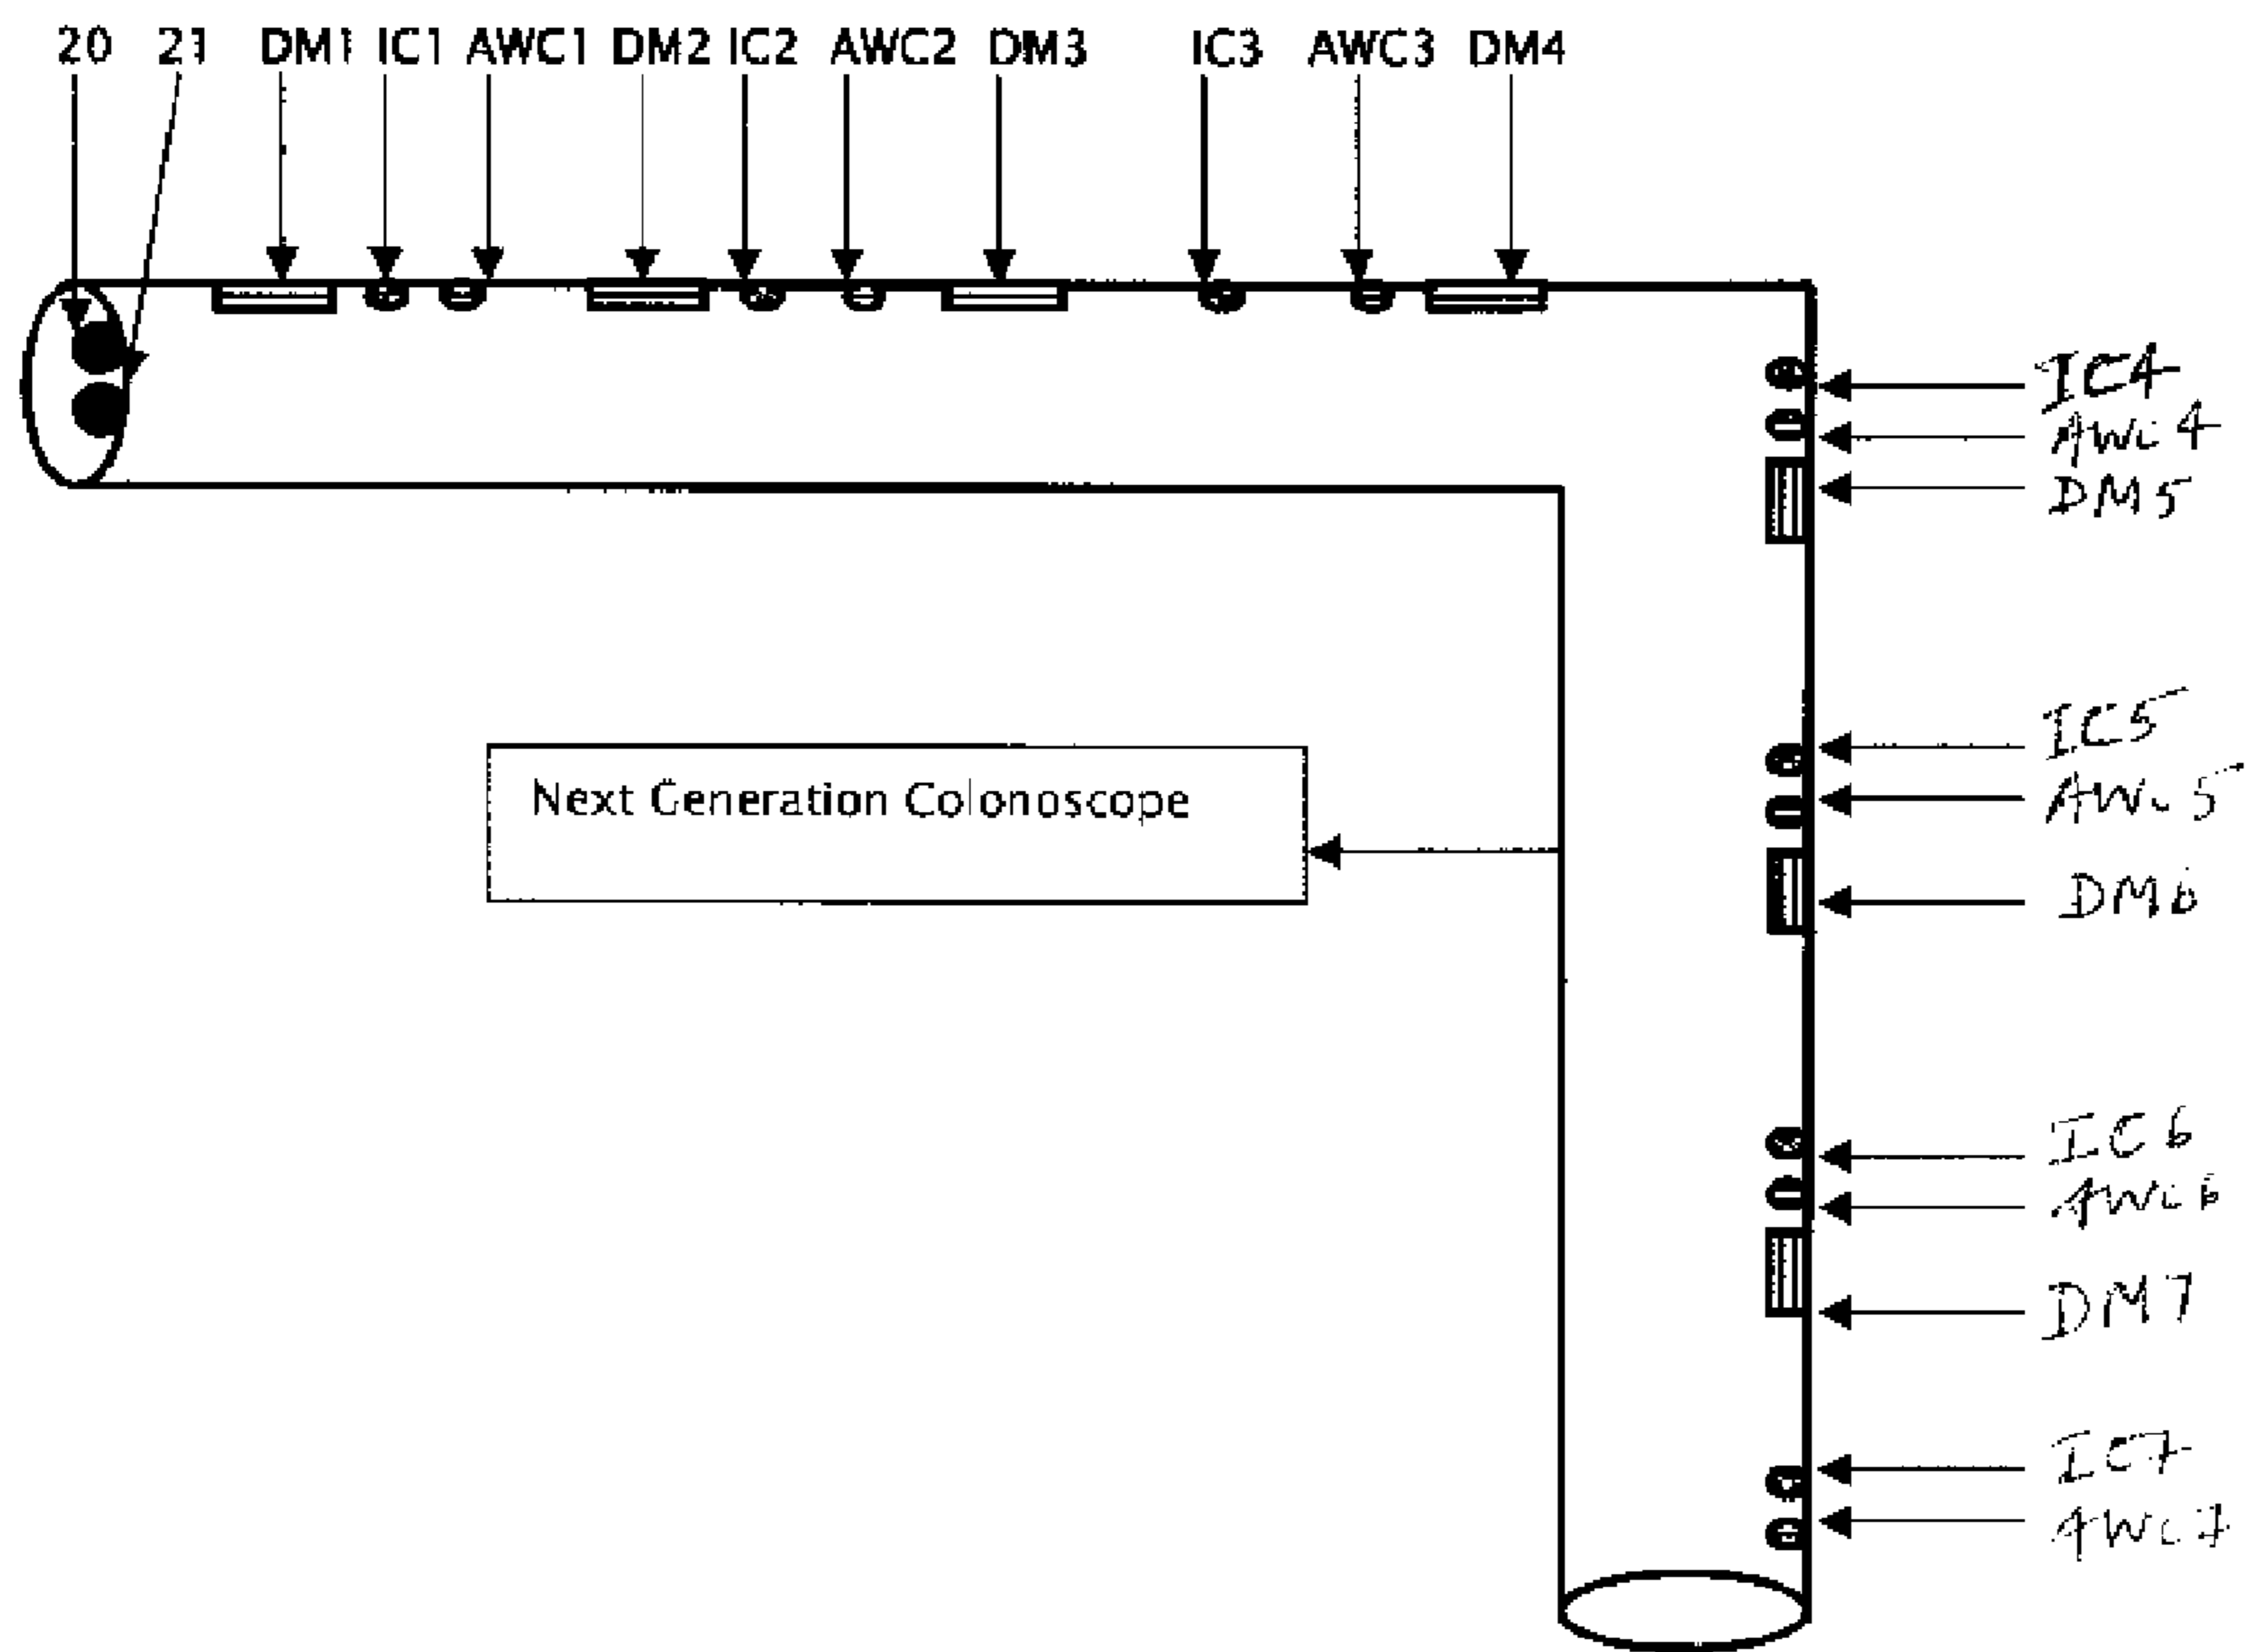 20 21 DM1 IC1 AWC1 DM2 IC2 AWC2 DM3 IC3 AWC3 DM4
IC4
AWC4
DM5
IC5
AWC5
Next Generation Colonoscope
DM6
IC6
AWC6
DM7
IC7
AWC7